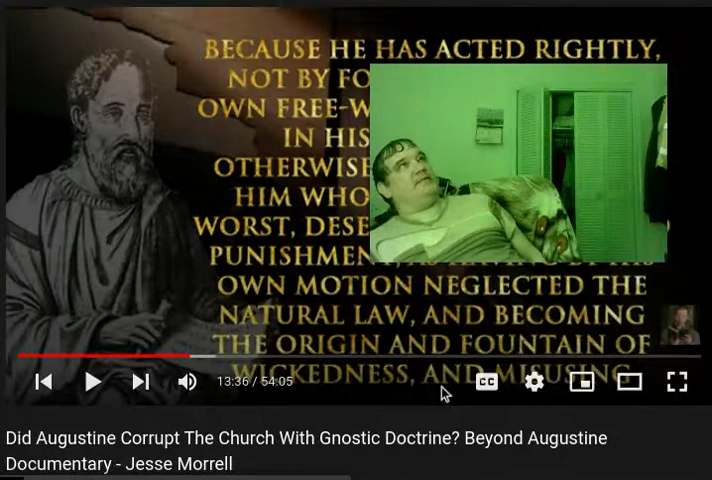 BECAUSE HE HAS ACTED RIGHTLY,
NOT BY FO
OWN FREE-W
IN HIS
OTHERWISE
HIM WHO
WORST, DESE
PUNISHMENT,
OWN MOTION NEGLECTED THE
NATURAL LAW, AND BECOMING
THE ORIGIN AND FOUNTAIN OF
WICKEDNESS, AND MISUSING
CC
13:36 / 54:05
Did Augustine Corrupt The Church With Gnostic Doctrine? Beyond Augustine
Documentary - Jesse Morrell